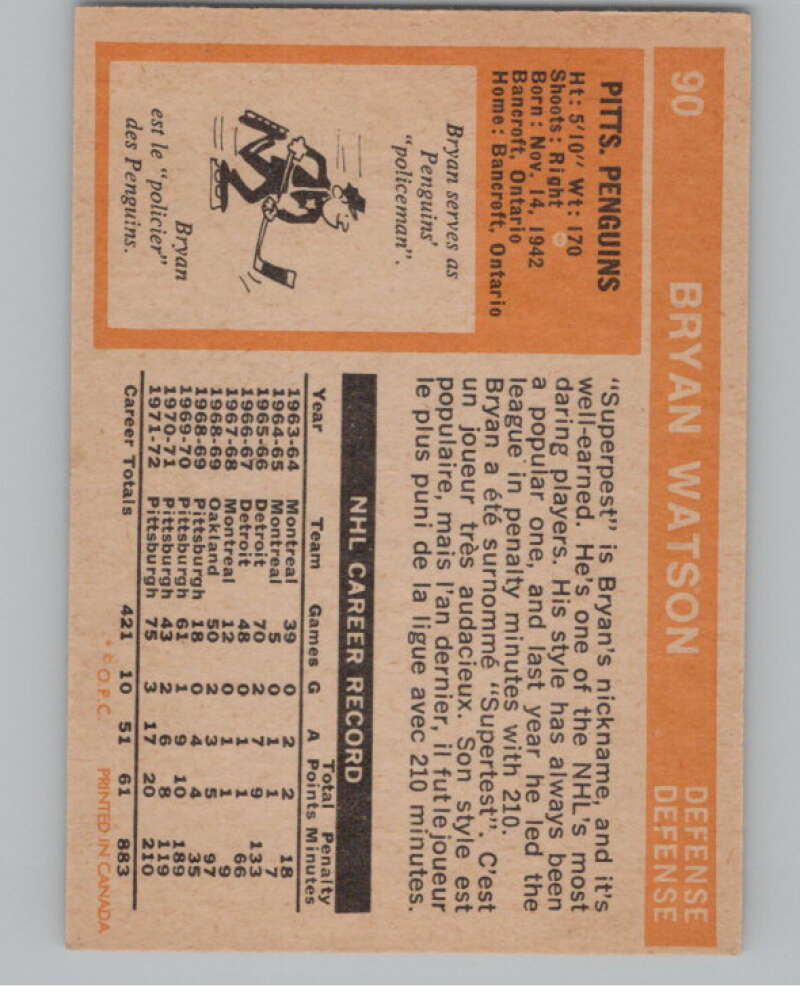 90 BRYAN WATSON DEFENSE
DEFENSE
PITTS. PENGUINS
Ht: 5'10" Wt: 170
Shoots: Right
Born: Nov. 14, 1942
Bancroft, Ontario
Home: Bancroft, Ontario
Bryan serves as
Penguins'
"policeman".
Bryan
est le "policier"
des Penguins.
"Superpest" is Bryan's nickname, and it's
well-earned. He's one of the NHL's most
daring players. His style has always been
a popular one, and last year he led the
league in penalty minutes with 210.
Bryan a été surnommé "Supertest". C'est
un joueur très audacieux. Son style est
populaire, mais l'an dernier, il fut le joueur
le plus puni de la ligue avec 210 minutes.
NHL CAREER RECORD
Year Team Games G A Total Points Penalty Minutes
1963-64 Montreal 39 0 2 2 18
1964-65 Montreal 5 0 1 1 7
1965-66 Detroit 70 2 7 9 133
1966-67 Detroit 48 0 1 1 66
1967-68 Montreal 12 0 1 1 9
1968-69 Oakland 50 2 3 5 97
1968-69 Pittsburgh 18 0 4 4 35
1969-70 Pittsburgh 61 1 9 10 189
1970-71 Pittsburgh 43 2 6 8 119
1971-72 Pittsburgh 75 3 17 20 210
Career Totals 421 10 51 61 883
* © O.P.C. PRINTED IN CANADA